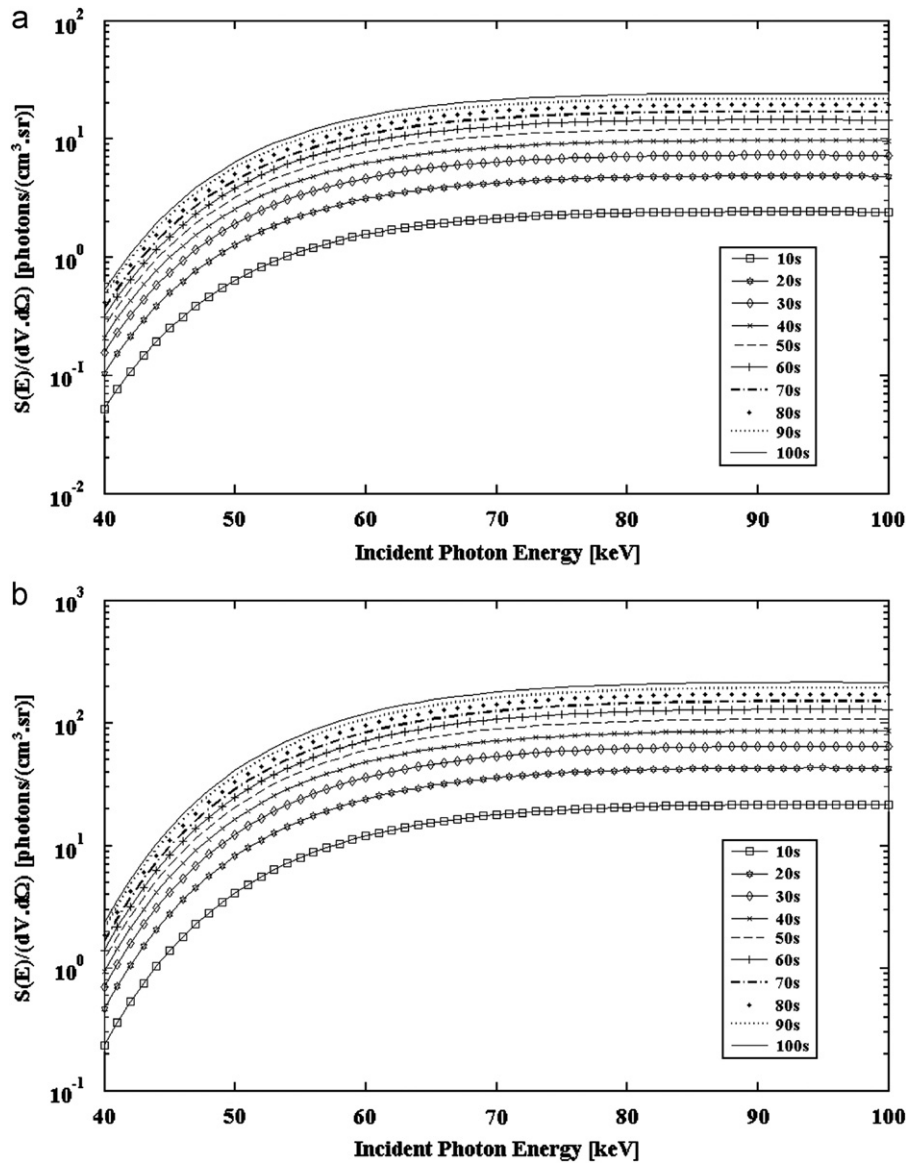 a
10²
10¹
10⁰
10⁻¹
10⁻²
S(E)/(dV.dΩ) [photons/(cm³.sr)]
10s
20s
30s
40s
50s
60s
70s
80s
90s
100s
40 50 60 70 80 90 100
Incident Photon Energy [keV]
b
10³
10²
10¹
10⁰
10⁻¹
S(E)/(dV.dΩ) [photons/(cm³.sr)]
10s
20s
30s
40s
50s
60s
70s
80s
90s
100s
40 50 60 70 80 90 100
Incident Photon Energy [keV]